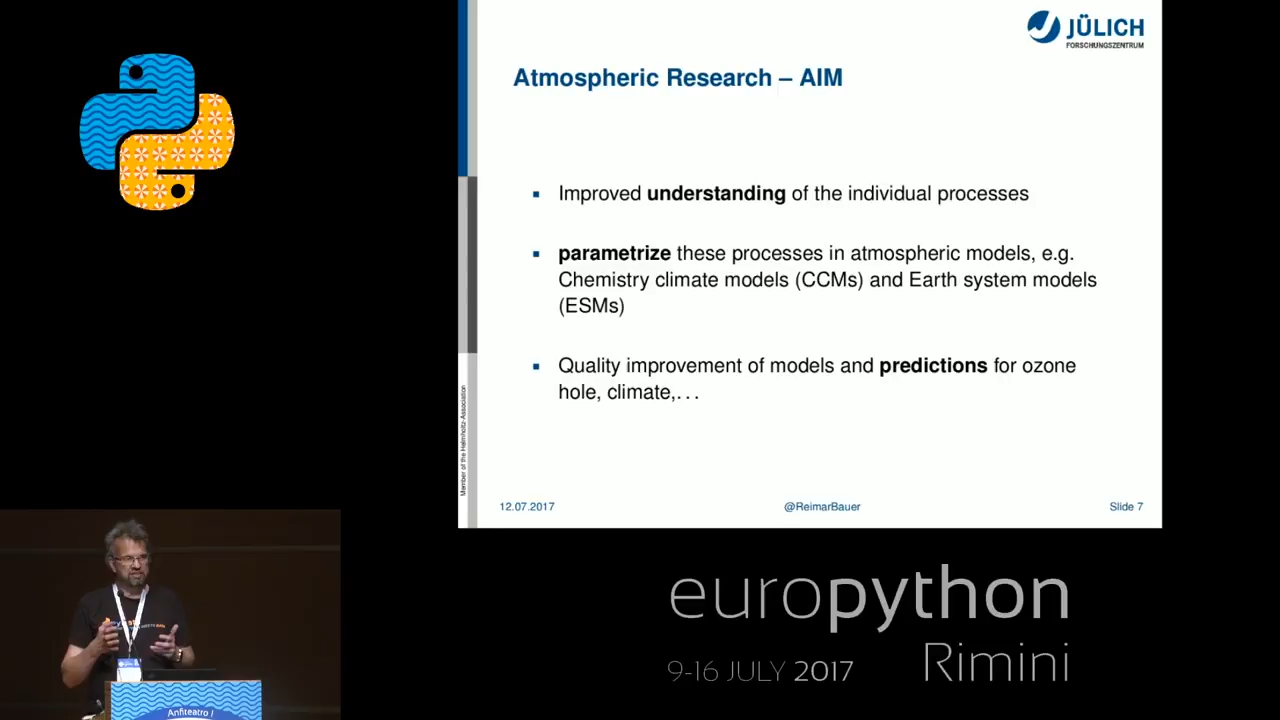 JÜLICH
FORSCHUNGSZENTRUM
Atmospheric Research – AIM
Improved understanding of the individual processes
parametrize these processes in atmospheric models, e.g.
Chemistry climate models (CCMs) and Earth system models
(ESMs)
Quality improvement of models and predictions for ozone
hole, climate,...
Member of the Helmholtz-Association
12.07.2017
@ReimarBauer
Slide 7
europython
9-16 JULY 2017
Rimini
Anfiteatro I